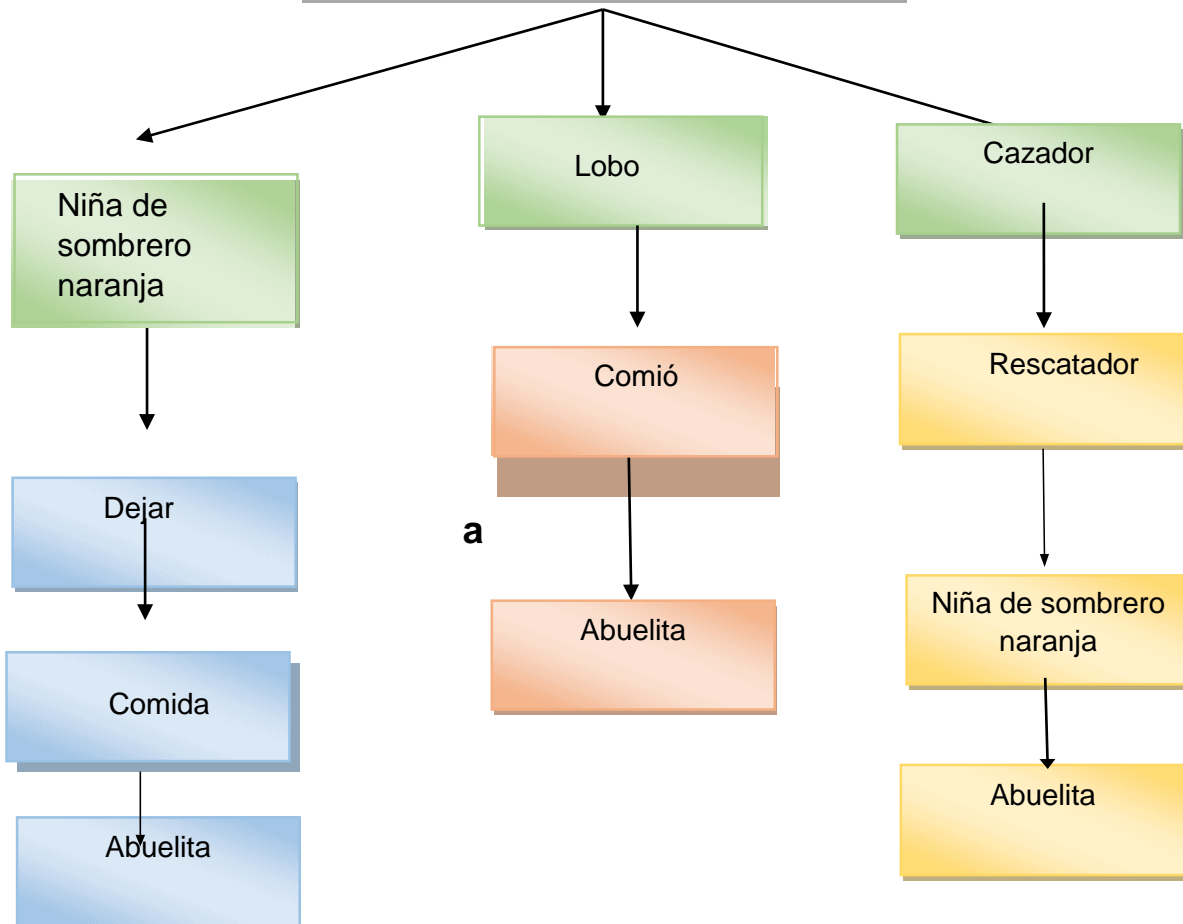 Niña de
sombrero
naranja
Dejar
Comida
Abuelita
Lobo
Comió
a
Abuelita
Cazador
Rescatador
Niña de sombrero
naranja
Abuelita